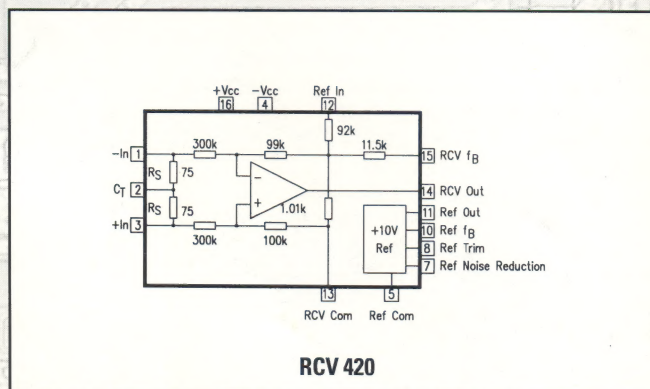 +Vcc -Vcc Ref In
16 4 12
92k
300k 99k 11.5k
-In 1 15 RCV fB
RS 75
CT 2 14 RCV Out
RS 75
1.01k
11 Ref Out
+In 3 10 Ref fB
300k 100k +10V Ref 8 Ref Trim
7 Ref Noise Reduction
13 5
RCV Com Ref Com
RCV 420